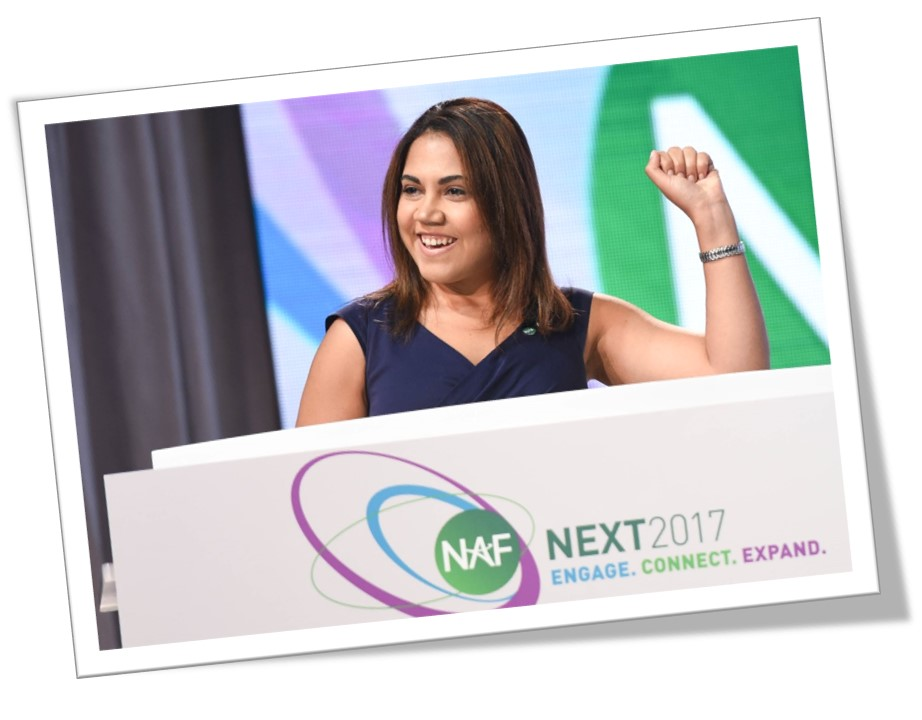 N
NAF
NEXT2017
ENGAGE. CONNECT. EXPAND.